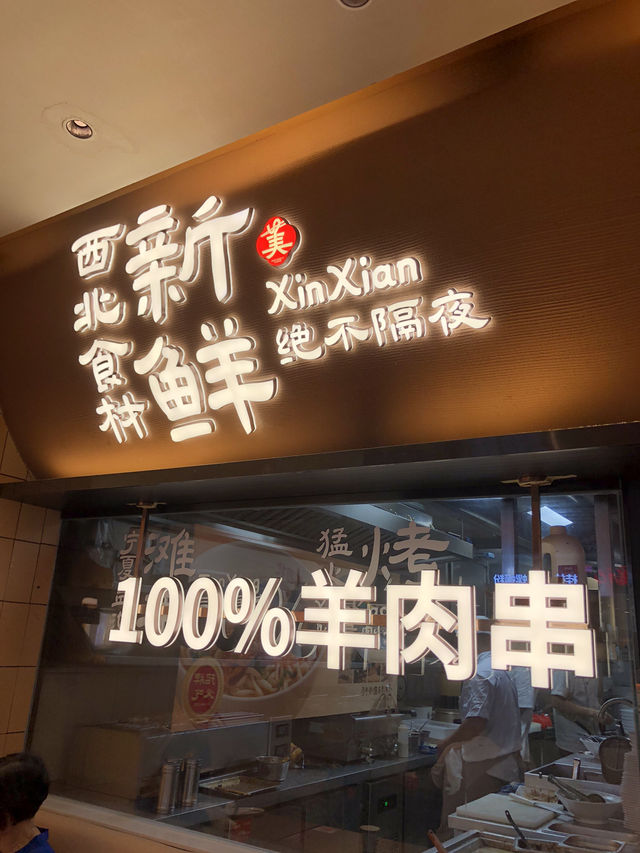 西北食材
新鲜
美
XinXian
绝不隔夜
宁夏
滩
猛火
烤
100%羊肉串